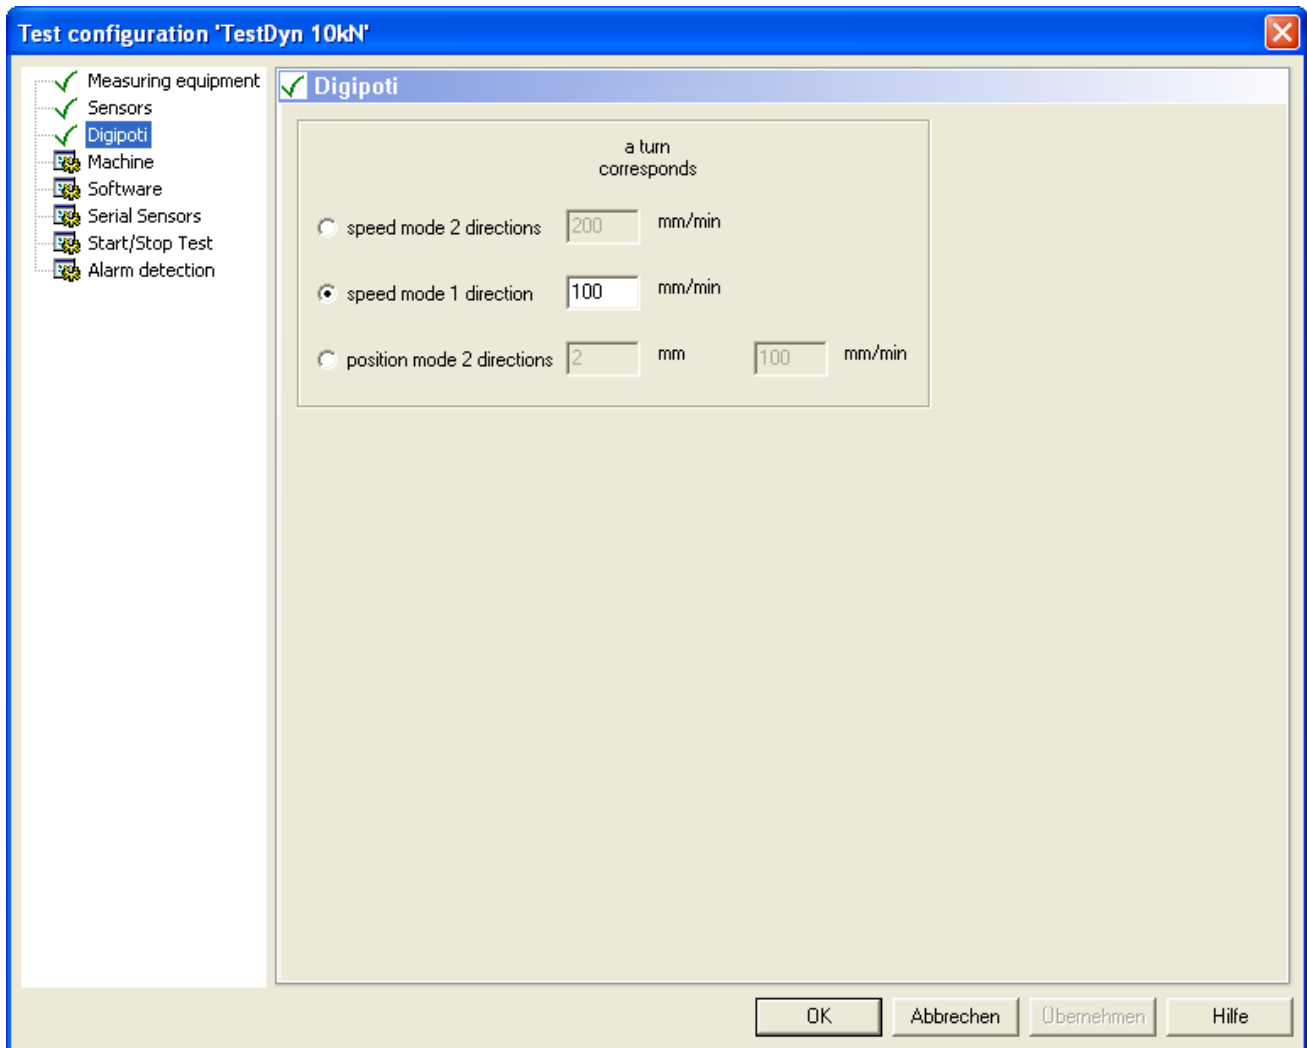 Test configuration 'TestDyn 10kN'
Measuring equipment
Sensors
Digipoti
Machine
Software
Serial Sensors
Start/Stop Test
Alarm detection
Digipoti
a turn
corresponds
speed mode 2 directions 200 mm/min
speed mode 1 direction 100 mm/min
position mode 2 directions 2 mm 100 mm/min
OK Abbrechen Übernehmen Hilfe